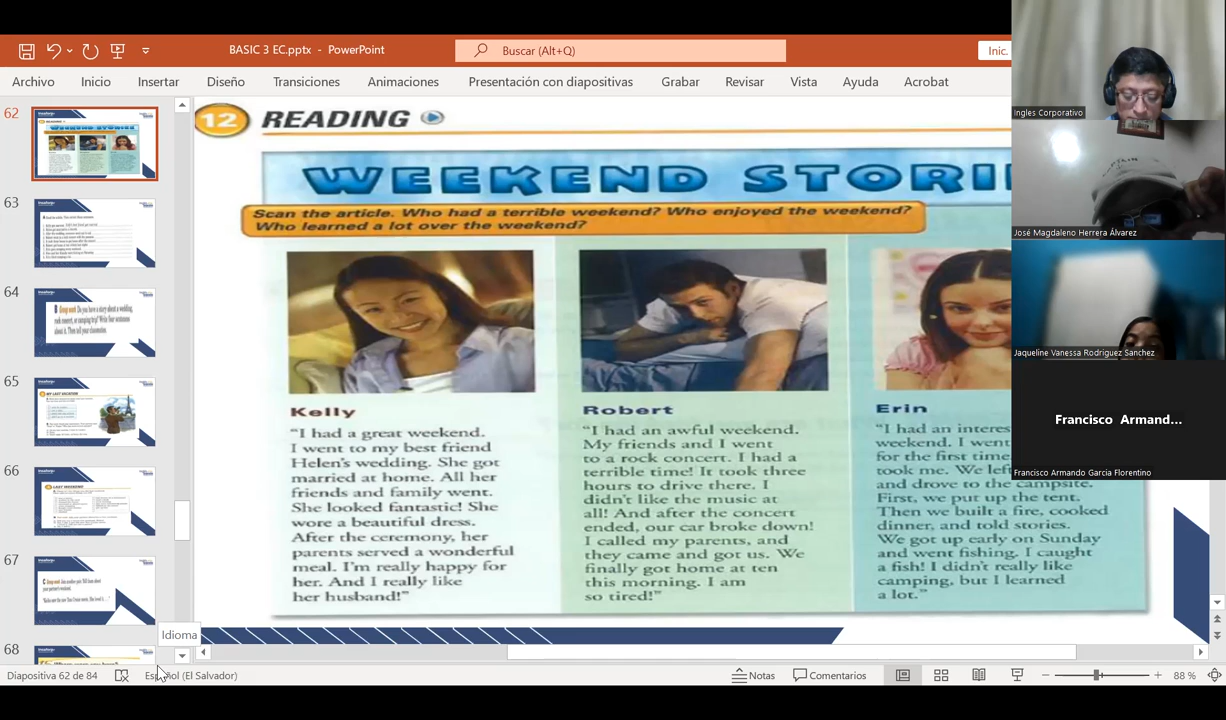 BASIC 3 EC.pptx - PowerPoint
Buscar (Alt+Q)
Inic.
Archivo
Inicio
Insertar
Diseño
Transiciones
Animaciones
Presentación con diapositivas
Grabar
Revisar
Vista
Ayuda
Acrobat
62
63
64
65
66
67
68
12 READING
WEEKEND STORI
Scan the article. Who had a terrible weekend? Who enjoyed the weekend?
Who learned a lot over the weekend?
Kelly
"I had a great weekend.
I went to my best friend
Helen's wedding. She got
married at home. All her
friends and family went.
She looked fantastic! She
wore a beautiful dress.
After the ceremony, her
parents served a wonderful
meal. I'm really happy for
her. And I really like
her husband!"
Robert
"I had an awful weekend.
My friends and I went
to a rock concert. I had a
terrible time! It took three
hours to drive there. I
didn't like the music at
all! And after the concert
ended, our car broke down!
I called my parents, and
they came and got us. We
finally got home at ten
this morning. I am
so tired!"
Erin
"I had an interes
weekend. I went
for the first time
took me. We left
and drove to the campsite.
First, we put up the tent.
Then we built a fire, cooked
dinner, and told stories.
We got up early on Sunday
and went fishing. I caught
a fish! I didn't really like
camping, but I learned
a lot."
Ingles Corporativo
José Magdaleno Herrera Álvarez
Jaqueline Vanessa Rodriguez Sanchez
Francisco Armand...
Francisco Armando Garcia Florentino
Idioma
Diapositiva 62 de 84
Español (El Salvador)
Notas
Comentarios
88 %